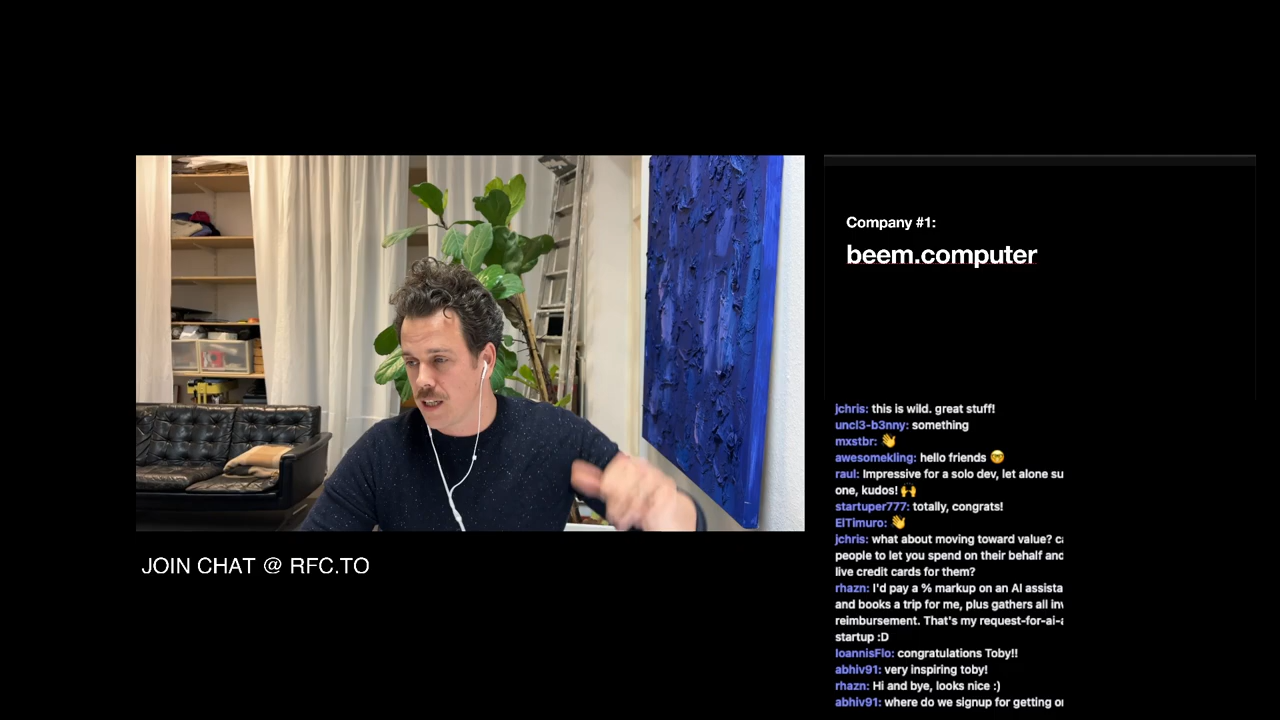 Company #1:
beem.computer
jchris: this is wild. great stuff!
uncl3-b3nny: something
mxstbr: 👋
awesomekling: hello friends 🤓
raul: Impressive for a solo dev, let alone su
one, kudos! 🙌
startuper777: totally, congrats!
ElTimuro: 👋
jchris: what about moving toward value? ca
people to let you spend on their behalf and
live credit cards for them?
rhazn: I'd pay a % markup on an AI assista
and books a trip for me, plus gathers all inv
reimbursement. That's my request-for-ai-a
startup :D
IoannisFlo: congratulations Toby!!
abhiv91: very inspiring toby!
rhazn: Hi and bye, looks nice :)
abhiv91: where do we signup for getting on
JOIN CHAT @ RFC.TO